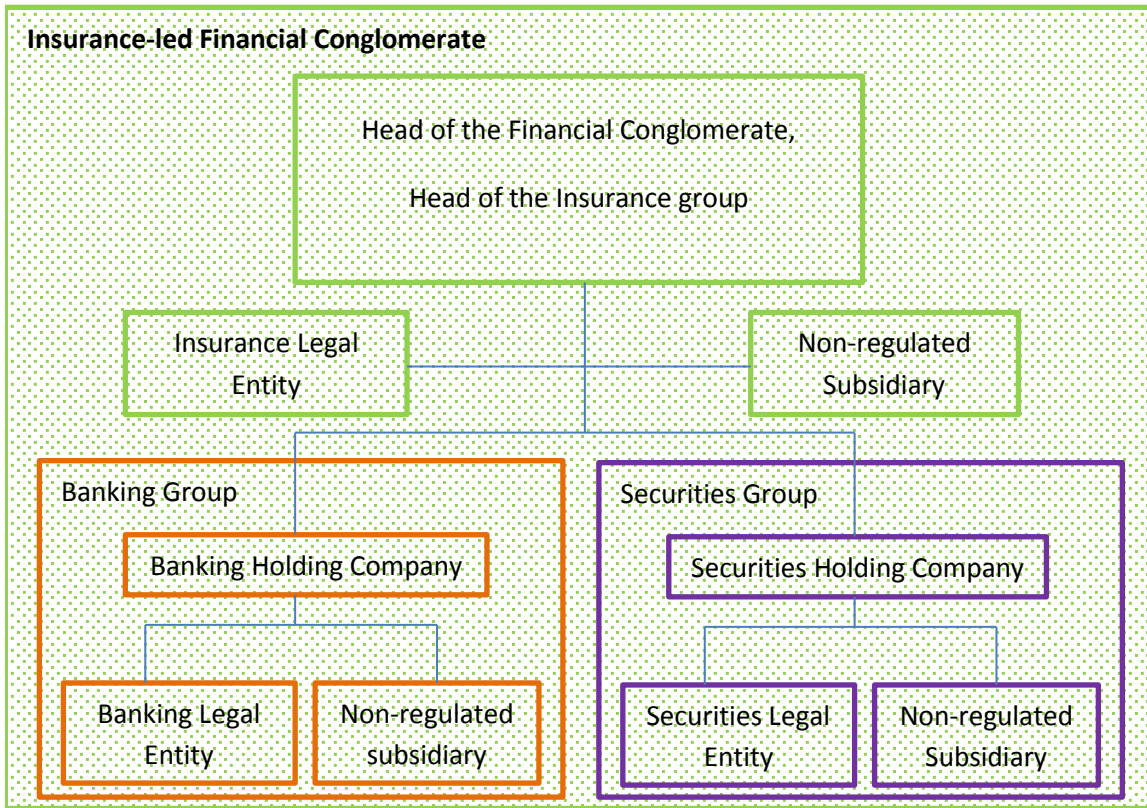 Insurance-led Financial Conglomerate
Head of the Financial Conglomerate,
Head of the Insurance group
Insurance Legal
Entity
Non-regulated
Subsidiary
Banking Group
Banking Holding Company
Banking Legal
Entity
Non-regulated
subsidiary
Securities Group
Securities Holding Company
Securities Legal
Entity
Non-regulated
Subsidiary